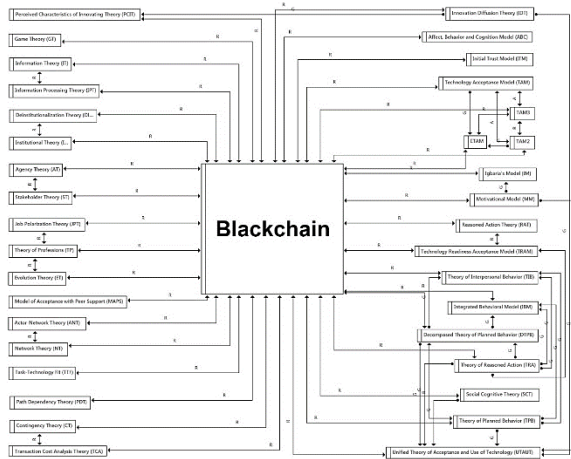 Perceived Characteristics of Innovating Theory (PCIT)
Game Theory (GT)
Information Theory (IT)
Information Processing Theory (IPT)
Deinstitutionalization Theory (DI...
Institutional Theory (I...
Agency Theory (AT)
Stakeholder Theory (ST)
Job Polarization Theory (JPT)
Theory of Professions (TP)
Evolution Theory (ET)
Model of Acceptance with Peer Support (MAPS)
Actor Network Theory (ANT)
Network Theory (NT)
Task-Technology Fit (TTF)
Path Dependency Theory (PDT)
Contingency Theory (CT)
Transaction Cost Analysis Theory (TCA)
Blackchain
Innovation Diffusion Theory (IDT)
Affect, Behavior and Cognition Model (ABC)
Initial Trust Model (ITM)
Technology Acceptance Model (TAM)
TAM3
ETAM
TAM2
Igbaria's Model (IM)
Motivational Model (MM)
Reasoned Action Theory (RAT)
Technology Readiness Acceptance Model (TRAM)
Theory of Interpersonal Behavior (TIB)
Integrated Behavioral Model (IBM)
Decomposed Theory of Planned Behavior (DTPB)
Theory of Reasoned Action (TRA)
Social Cognitive Theory (SCT)
Theory of Planned Behavior (TPB)
Unified Theory of Acceptance and Use of Technology (UTAUT)